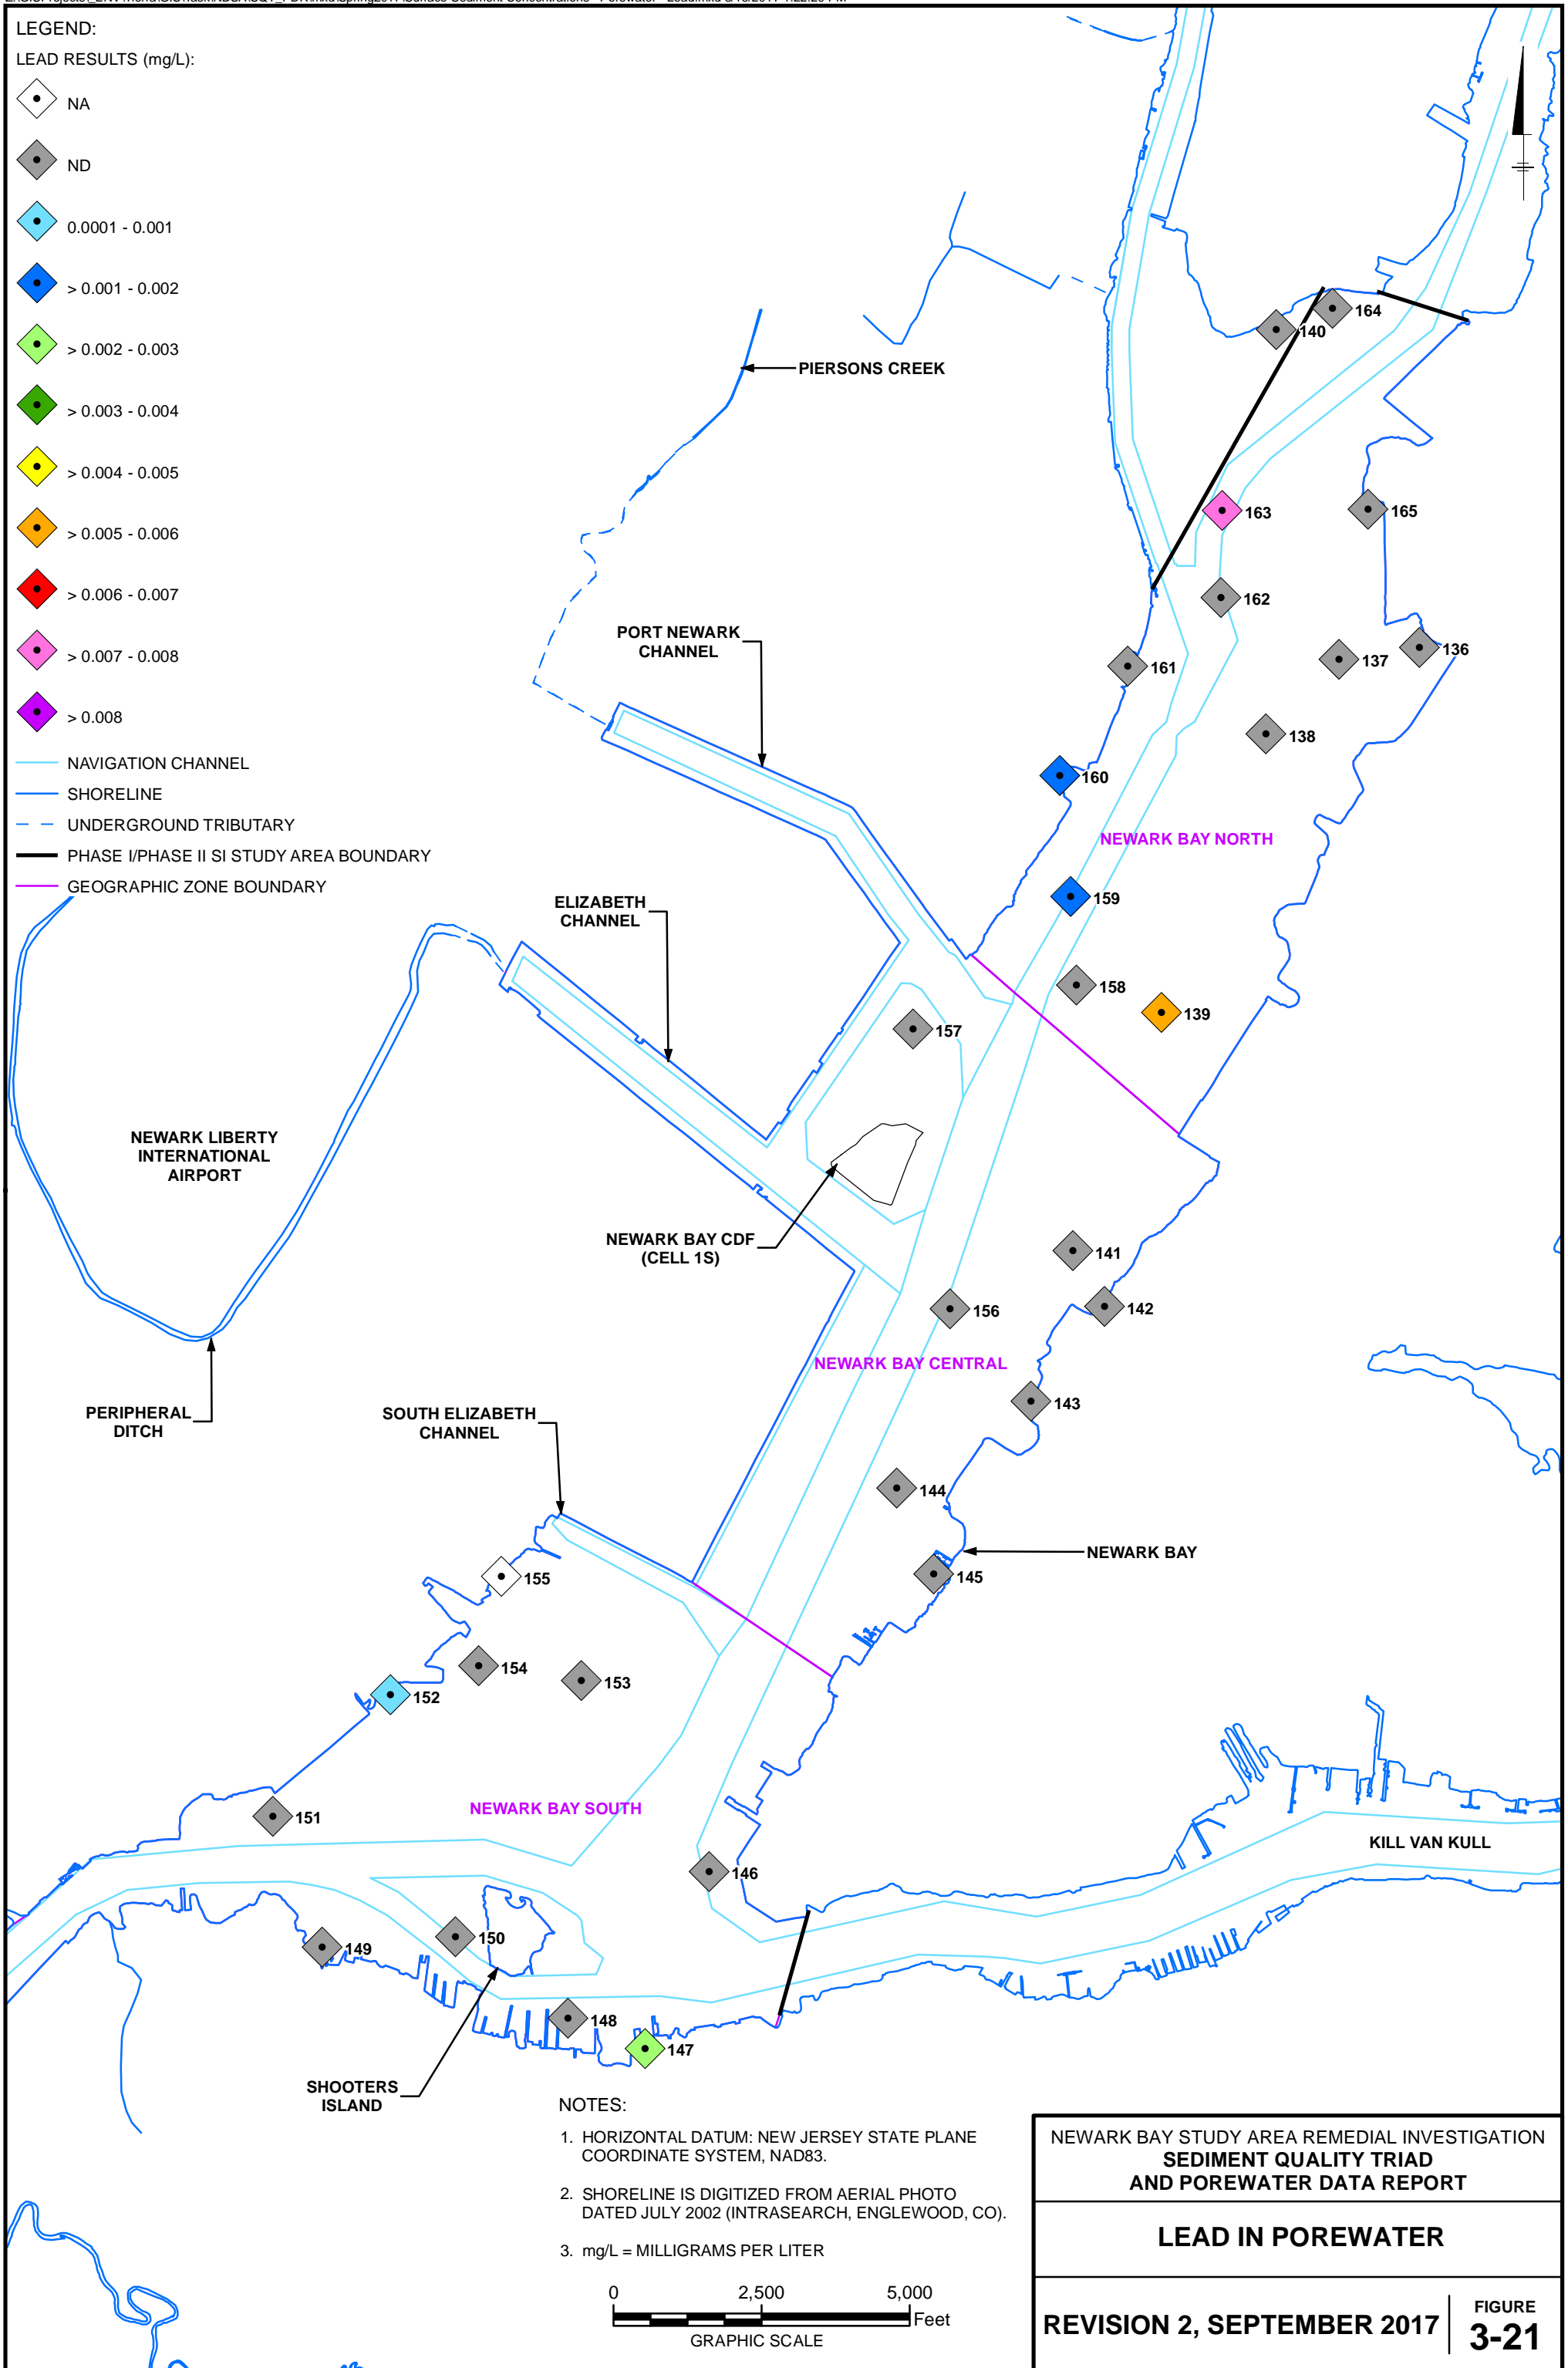 LEGEND:
LEAD RESULTS (mg/L):
NA
ND
0.0001 - 0.001
> 0.001 - 0.002
> 0.002 - 0.003
> 0.003 - 0.004
> 0.004 - 0.005
> 0.005 - 0.006
> 0.006 - 0.007
> 0.007 - 0.008
> 0.008
NAVIGATION CHANNEL
SHORELINE
UNDERGROUND TRIBUTARY
PHASE I/PHASE II SI STUDY AREA BOUNDARY
GEOGRAPHIC ZONE BOUNDARY
164
140
PIERSONS CREEK
163
165
162
PORT NEWARK
CHANNEL
161
137
136
138
160
NEWARK BAY NORTH
159
ELIZABETH
CHANNEL
158
139
157
NEWARK LIBERTY
INTERNATIONAL
AIRPORT
NEWARK BAY CDF
(CELL 1S)
141
142
156
NEWARK BAY CENTRAL
143
PERIPHERAL
DITCH
SOUTH ELIZABETH
CHANNEL
144
NEWARK BAY
145
155
154
153
152
NEWARK BAY SOUTH
151
KILL VAN KULL
146
150
149
148
147
SHOOTERS
ISLAND
NOTES:
1. HORIZONTAL DATUM: NEW JERSEY STATE PLANE
COORDINATE SYSTEM, NAD83.
2. SHORELINE IS DIGITIZED FROM AERIAL PHOTO
DATED JULY 2002 (INTRASEARCH, ENGLEWOOD, CO).
3. mg/L = MILLIGRAMS PER LITER
0 2,500 5,000
Feet
GRAPHIC SCALE
NEWARK BAY STUDY AREA REMEDIAL INVESTIGATION
SEDIMENT QUALITY TRIAD
AND POREWATER DATA REPORT
LEAD IN POREWATER
REVISION 2, SEPTEMBER 2017
FIGURE
3-21